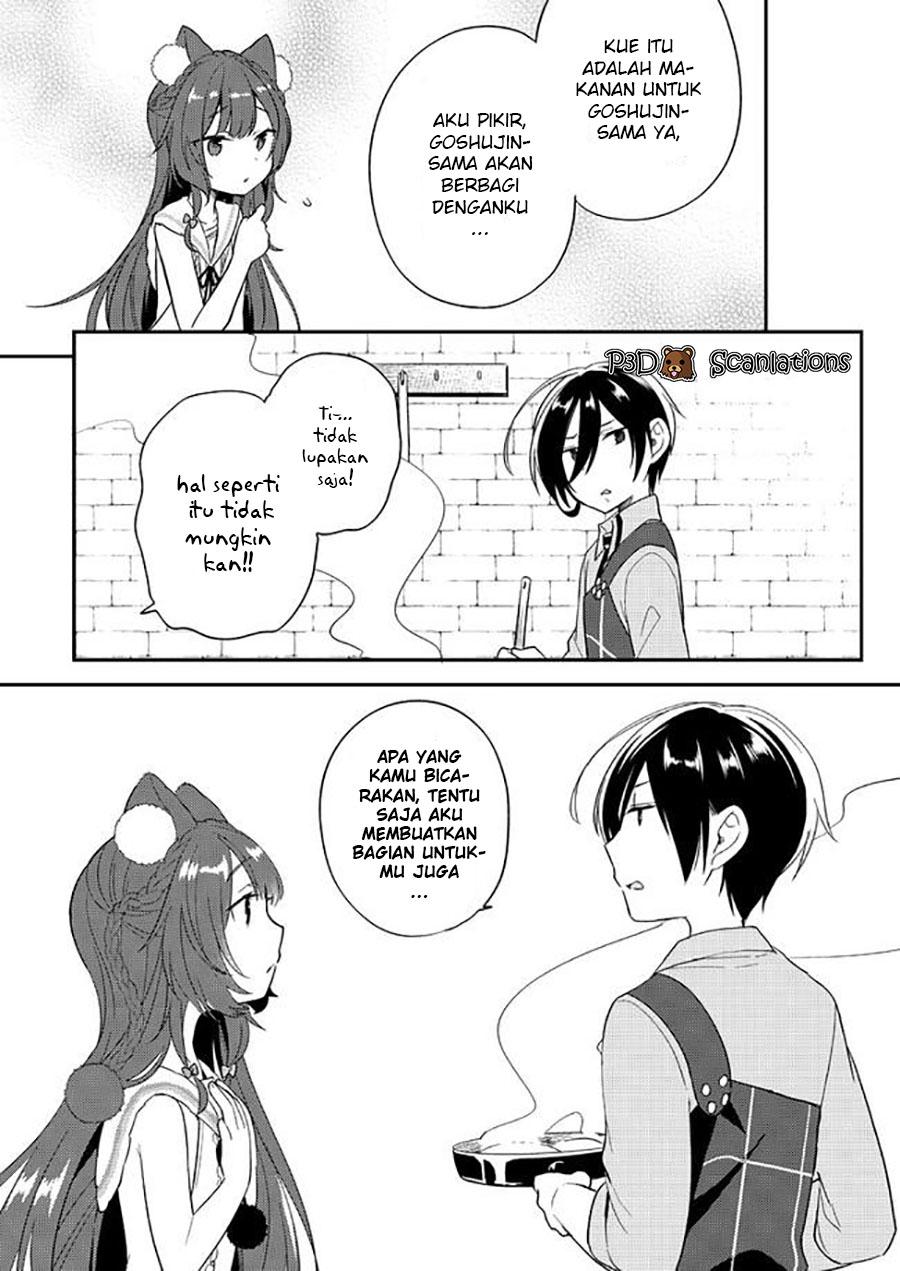 KUE ITU
ADALAH MA-
KANAN UNTUK
GOSHUJIN-
SAMA YA,
AKU PIKIR,
GOSHUJIN-
SAMA AKAN
BERBAGI
DENGANKU
...
P3D Scanlations
Ti-...
tidak
lupakan
saja!
hal seperti
itu tidak
mungkin
kan!!
APA YANG
KAMU BICA-
RAKAN, TENTU
SAJA AKU
MEMBUATKAN
BAGIAN UNTUK-
MU JUGA
...